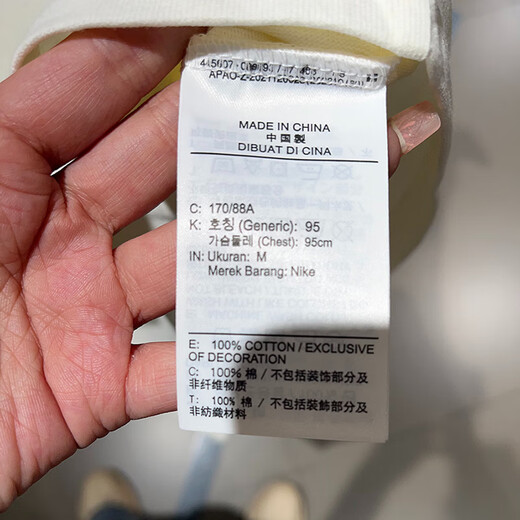 MADE IN CHINA
中国製
DIBUAT DI CINA
C: 170/88A
K: 호칭 (Generic): 95
가슴둘레 (Chest): 95cm
IN: Ukuran: M
Merek Barang: Nike
E: 100% COTTON / EXCLUSIVE
OF DECORATION
C: 100% 棉 / 不包括装饰部分及
非纤维物质
T: 100% 棉 / 不包括裝飾部分及
非紡織材料